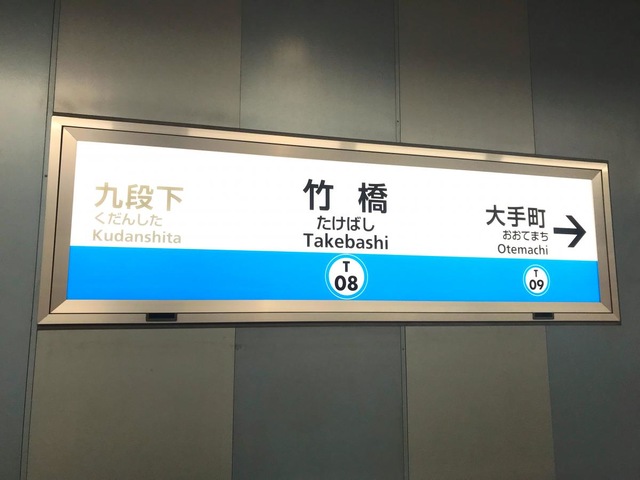 九段下
くだんした
Kudanshita
竹橋
たけばし
Takebashi
T
08
大手町
おおてまち
Otemachi
T
09